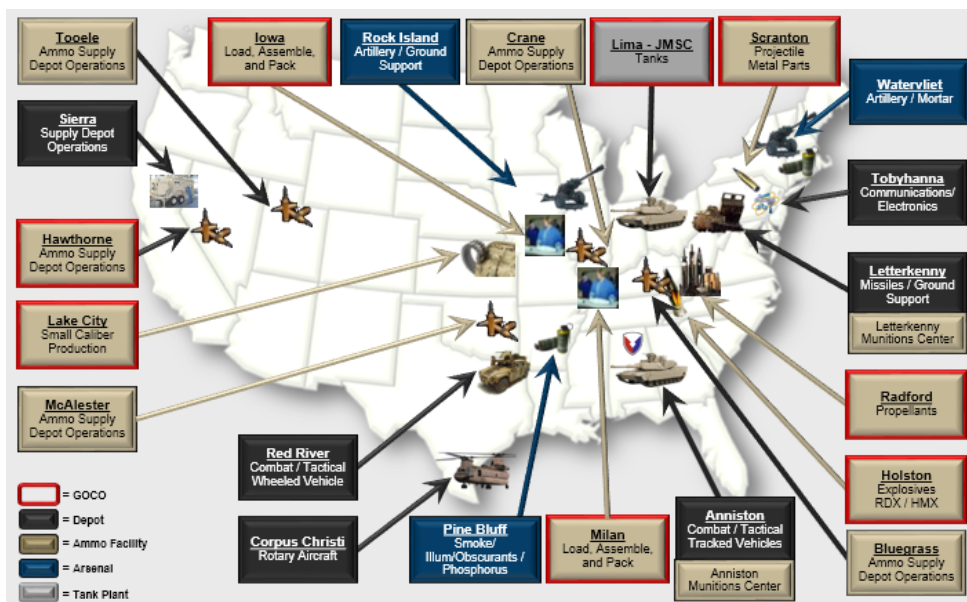 Tooele
Ammo Supply
Depot Operations
Iowa
Load, Assemble,
and Pack
Rock Island
Artillery / Ground
Support
Crane
Ammo Supply
Depot Operations
Lima - JMSC
Tanks
Scranton
Projectile
Metal Parts
Watervliet
Artillery / Mortar
Sierra
Supply Depot
Operations
Tobyhanna
Communications/
Electronics
Hawthorne
Ammo Supply
Depot Operations
Letterkenny
Missiles / Ground
Support
Letterkenny
Munitions Center
Lake City
Small Caliber
Production
Radford
Propellants
McAlester
Ammo Supply
Depot Operations
Red River
Combat / Tactical
Wheeled Vehicle
Holston
Explosives
RDX / HMX
Corpus Christi
Rotary Aircraft
Pine Bluff
Smoke/
Illum/Obscurants /
Phosphorus
Milan
Load, Assemble,
and Pack
Anniston
Combat / Tactical
Tracked Vehicles
Anniston
Munitions Center
Bluegrass
Ammo Supply
Depot Operations
= GOCO
= Depot
= Ammo Facility
= Arsenal
= Tank Plant